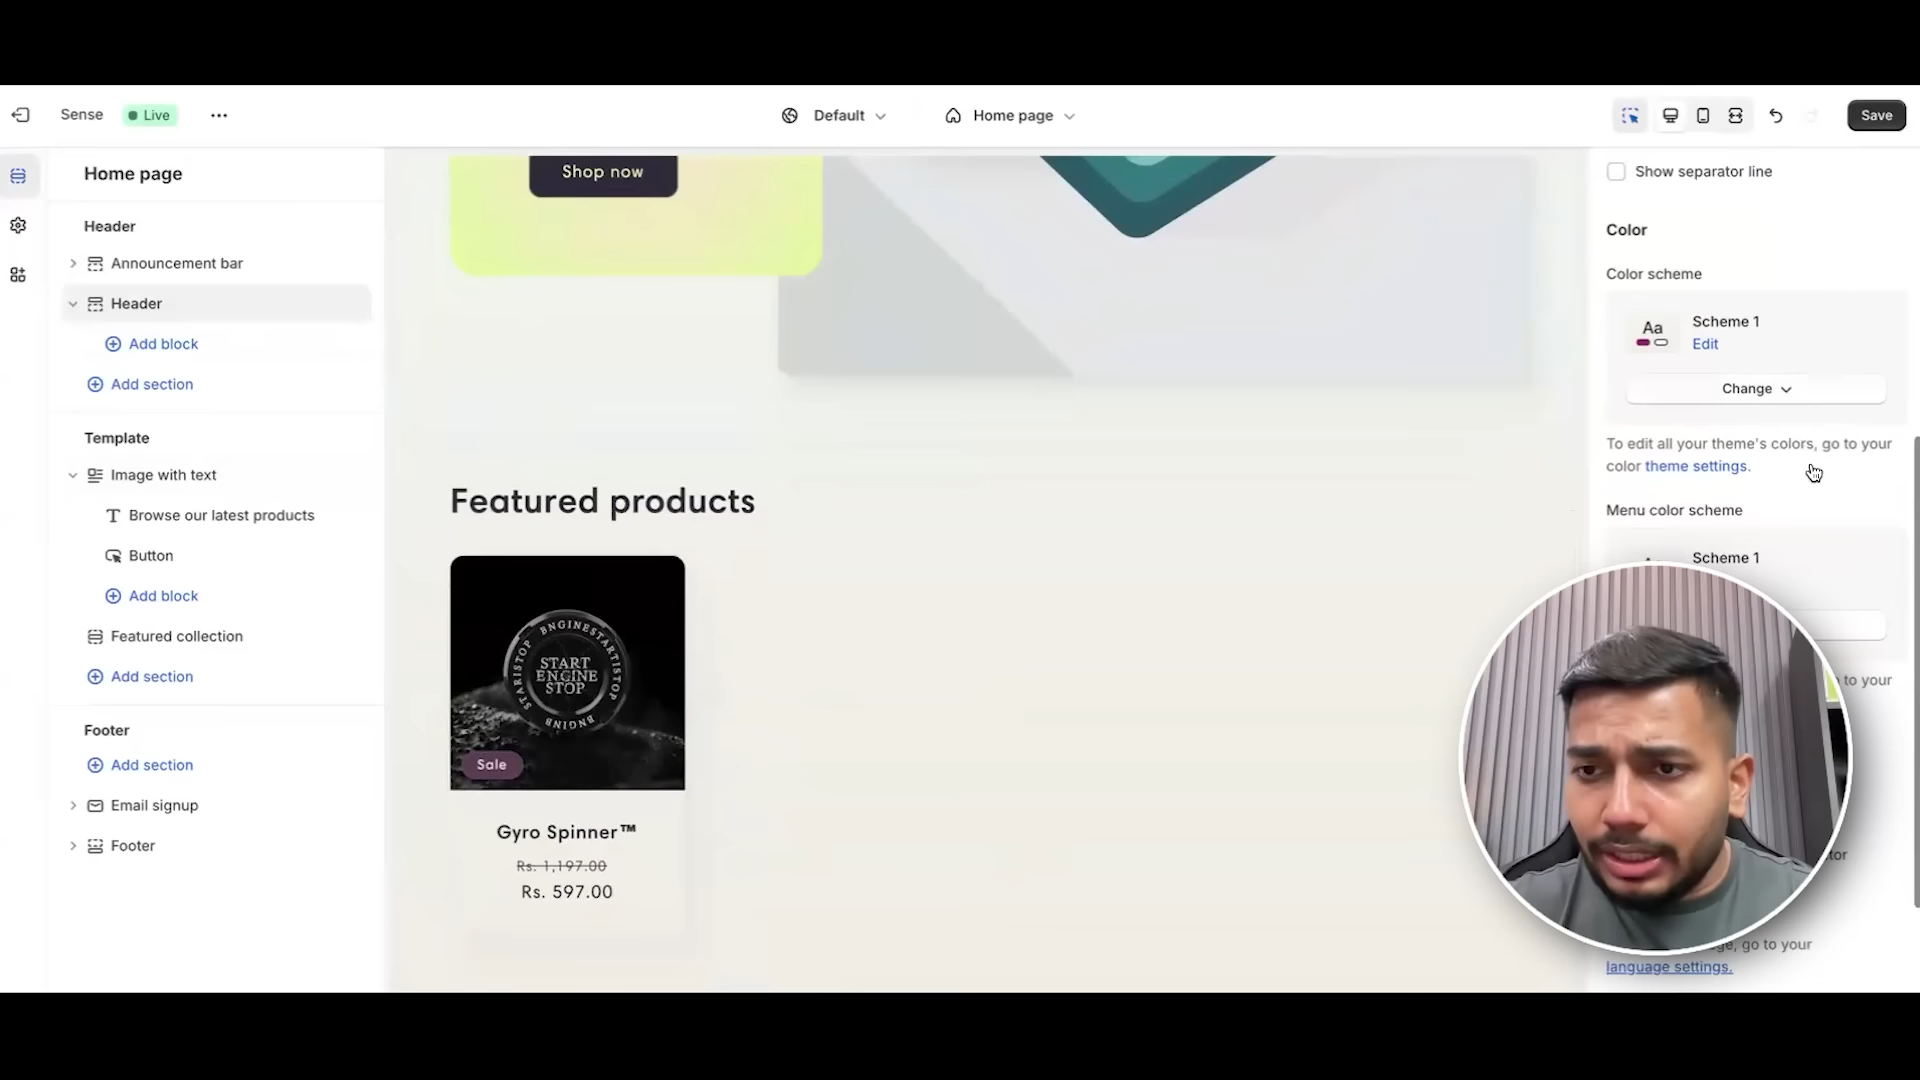 Sense
Live
Default
Home page
Save
Home page
Header
Announcement bar
Header
Add block
Add section
Template
Image with text
Browse our latest products
Button
Add block
Featured collection
Add section
Footer
Add section
Email signup
Footer
Shop now
Featured products
START
ENGINE
STOP
Sale
Gyro Spinner™
Rs. 1,197.00
Rs. 597.00
Show separator line
Color
Color scheme
Aa
Scheme 1
Edit
Change
To edit all your theme's colors, go to your
color theme settings.
Menu color scheme
Scheme 1
to your
go to your
language settings.